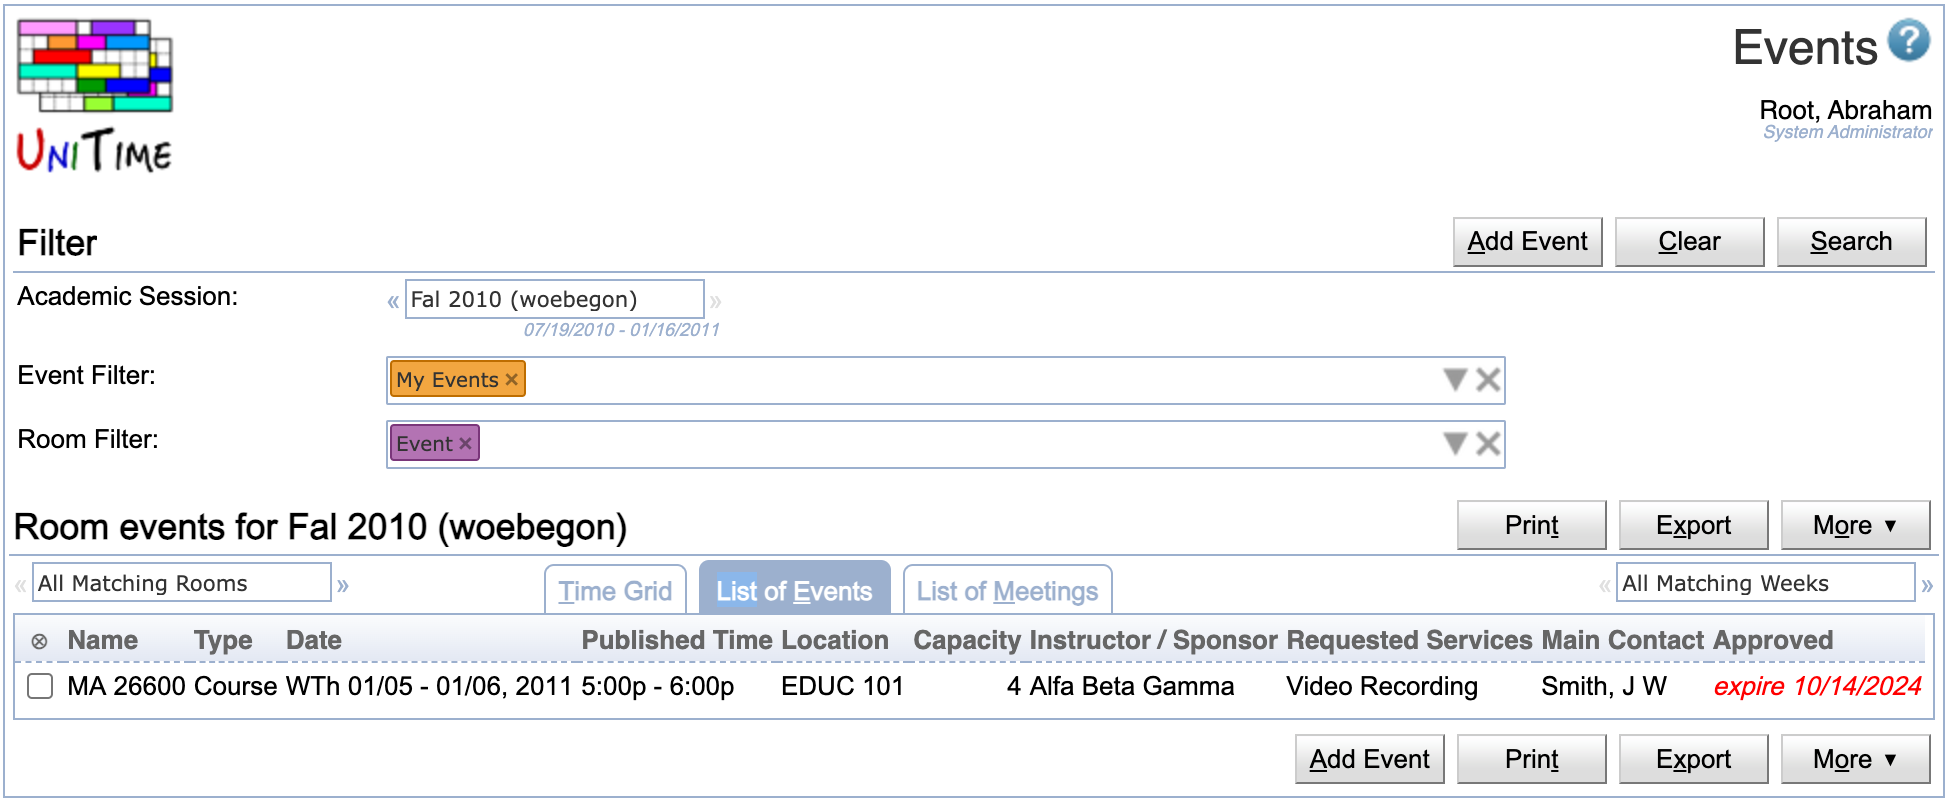 Events ?
UNITIME
Root, Abraham
System Administrator
Filter
Add Event Clear Search
Academic Session: « Fal 2010 (woebegon) »
07/19/2010 - 01/16/2011
Event Filter: My Events ×
Room Filter: Event ×
Room events for Fal 2010 (woebegon) Print Export More ▼
« All Matching Rooms » Time Grid List of Events List of Meetings « All Matching Weeks »
⊗ Name Type Date Published Time Location Capacity Instructor / Sponsor Requested Services Main Contact Approved
MA 26600 Course WTh 01/05 - 01/06, 2011 5:00p - 6:00p EDUC 101 4 Alfa Beta Gamma Video Recording Smith, J W expire 10/14/2024
Add Event Print Export More ▼